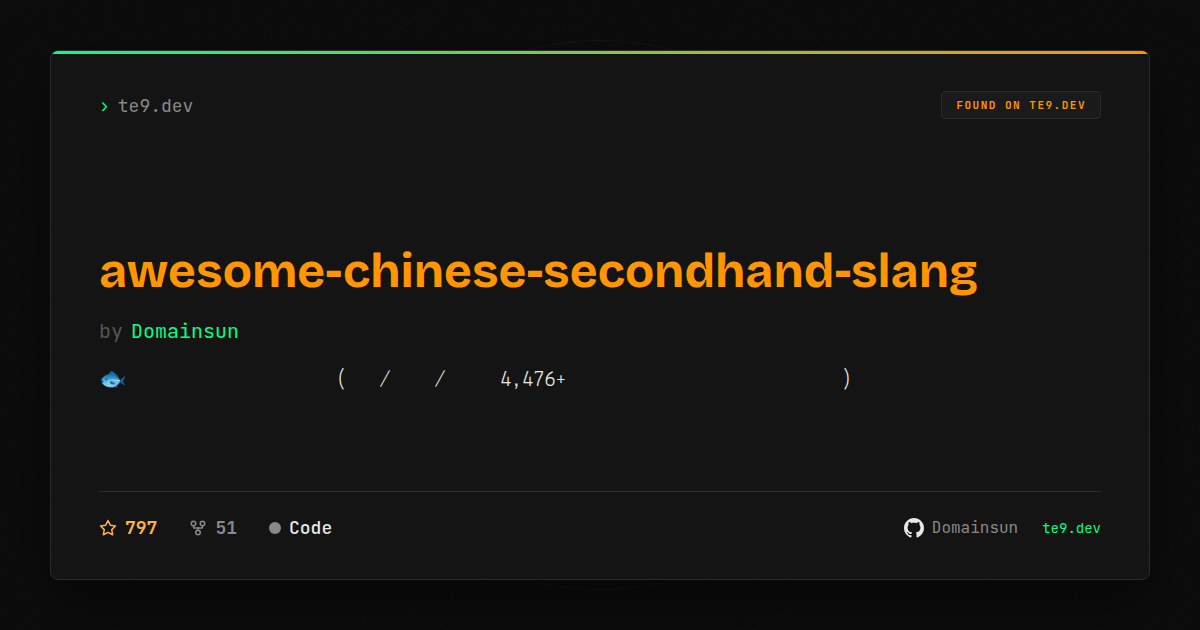 › te9.dev
FOUND ON TE9.DEV
awesome-chinese-secondhand-slang
by Domainsun
🐟 ( / / 4,476+ )
797 51 Code
Domainsun te9.dev